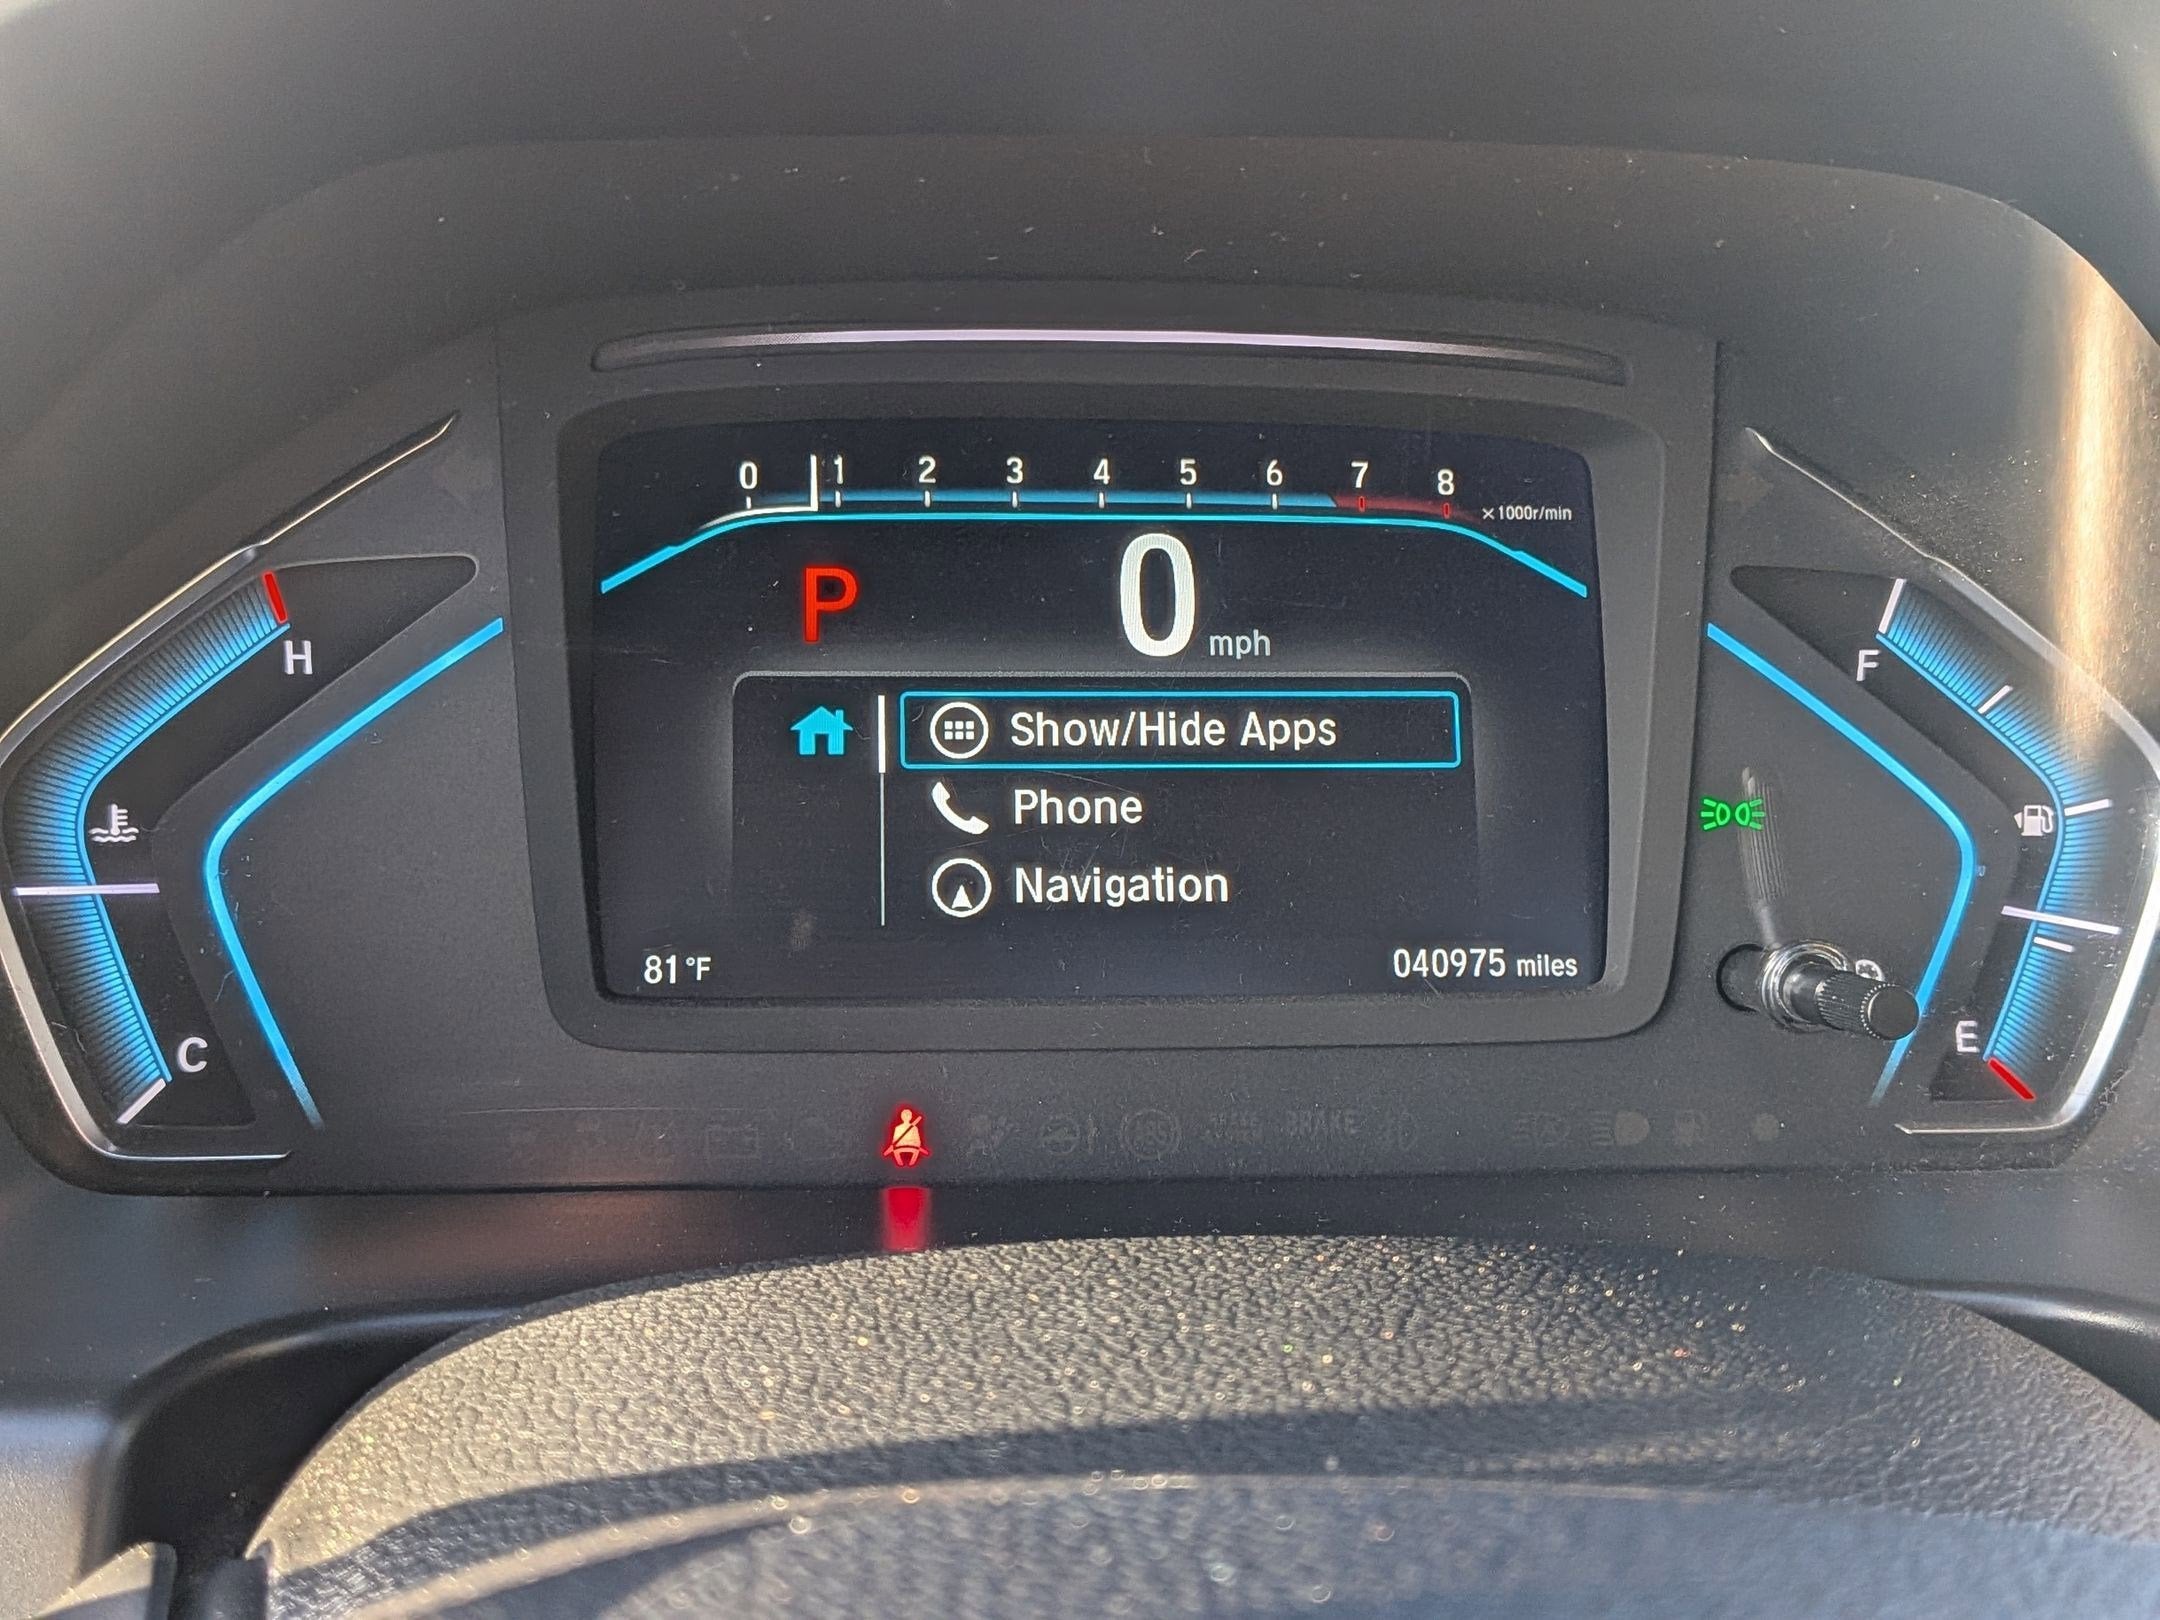 0 1 2 3 4 5 6 7 8
×1000r/min
P 0 mph
H
F
Show/Hide Apps
Phone
Navigation
81°F
040975 miles
C
E
BRAKE